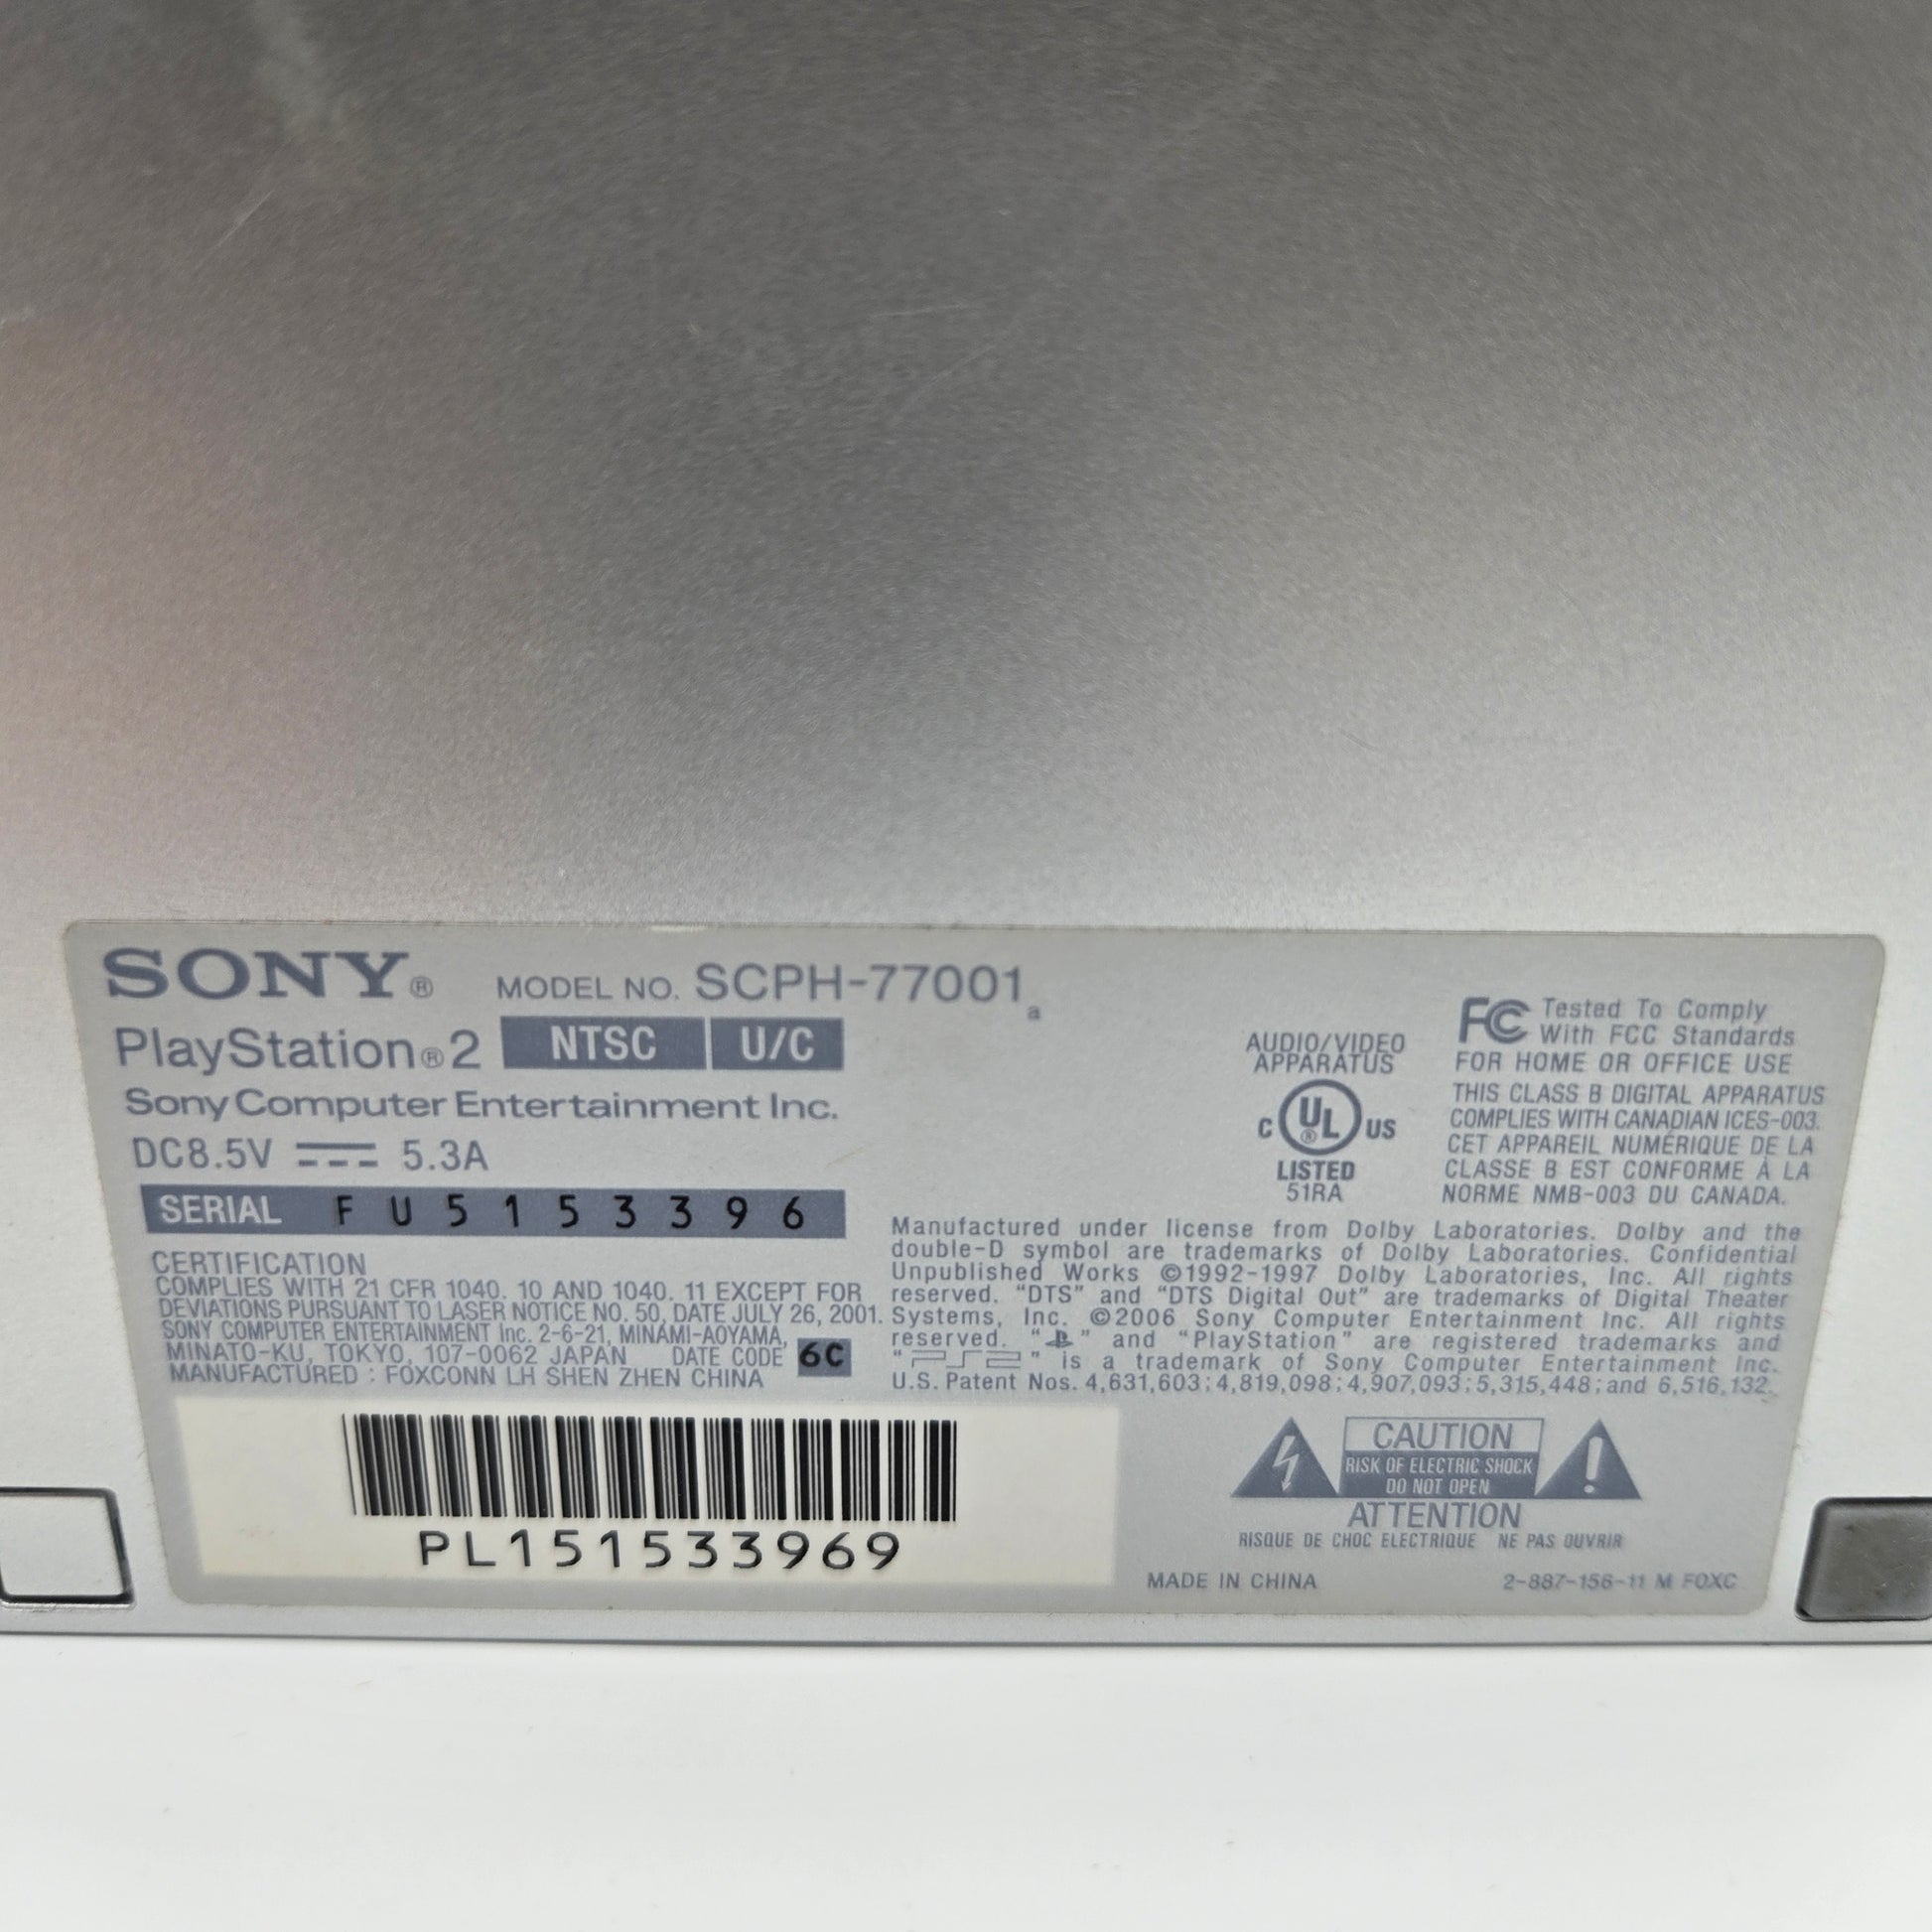 SONY® MODEL NO. SCPH-77001 a
PlayStation®2 NTSC U/C
Sony Computer Entertainment Inc.
DC8.5V 5.3A
SERIAL FU5153396
CERTIFICATION
COMPLIES WITH 21 CFR 1040. 10 AND 1040. 11 EXCEPT FOR
DEVIATIONS PURSUANT TO LASER NOTICE NO. 50, DATE JULY 26, 2001.
SONY COMPUTER ENTERTAINMENT Inc. 2-6-21, MINAMI-AOYAMA,
MINATO-KU, TOKYO, 107-0062 JAPAN DATE CODE 6C
MANUFACTURED : FOXCONN LH SHEN ZHEN CHINA
PL151533969
AUDIO/VIDEO
APPARATUS
C UL® US
LISTED
51RA
FC Tested To Comply
With FCC Standards
FOR HOME OR OFFICE USE
THIS CLASS B DIGITAL APPARATUS
COMPLIES WITH CANADIAN ICES-003.
CET APPAREIL NUMÉRIQUE DE LA
CLASSE B EST CONFORME À LA
NORME NMB-003 DU CANADA.
Manufactured under license from Dolby Laboratories. Dolby and the
double-D symbol are trademarks of Dolby Laboratories. Confidential
Unpublished Works ©1992-1997 Dolby Laboratories, Inc. All rights
reserved. "DTS" and "DTS Digital Out" are trademarks of Digital Theater
Systems, Inc. ©2006 Sony Computer Entertainment Inc. All rights
reserved. " " and "PlayStation" are registered trademarks and
"PS2" is a trademark of Sony Computer Entertainment Inc.
U.S. Patent Nos. 4,631,603;4,819,098;4,907,093;5,315,448;and 6,516,132.
CAUTION
RISK OF ELECTRIC SHOCK
DO NOT OPEN
ATTENTION
RISQUE DE CHOC ELECTRIQUE NE PAS OUVRIR
MADE IN CHINA 2-887-156-11 M FOXC